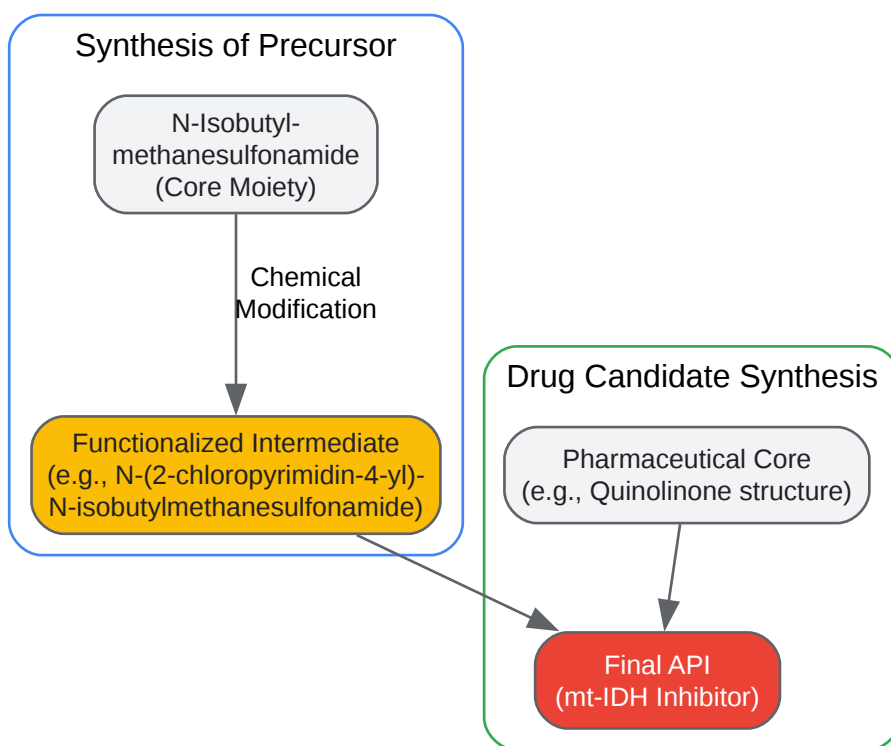 Synthesis of Precursor
N-Isobutyl-
methanesulfonamide
(Core Moiety)
Chemical
Modification
Functionalized Intermediate
(e.g., N-(2-chloropyrimidin-4-yl)-
N-isobutylmethanesulfonamide)
Drug Candidate Synthesis
Pharmaceutical Core
(e.g., Quinolinone structure)
Final API
(mt-IDH Inhibitor)